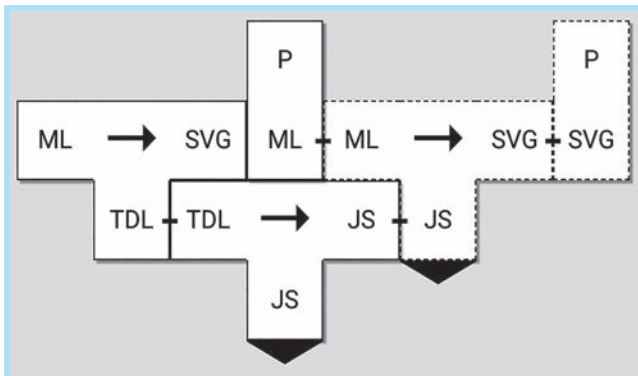 P P
ML → SVG ML ML → SVG SVG
TDL TDL → JS JS
JS